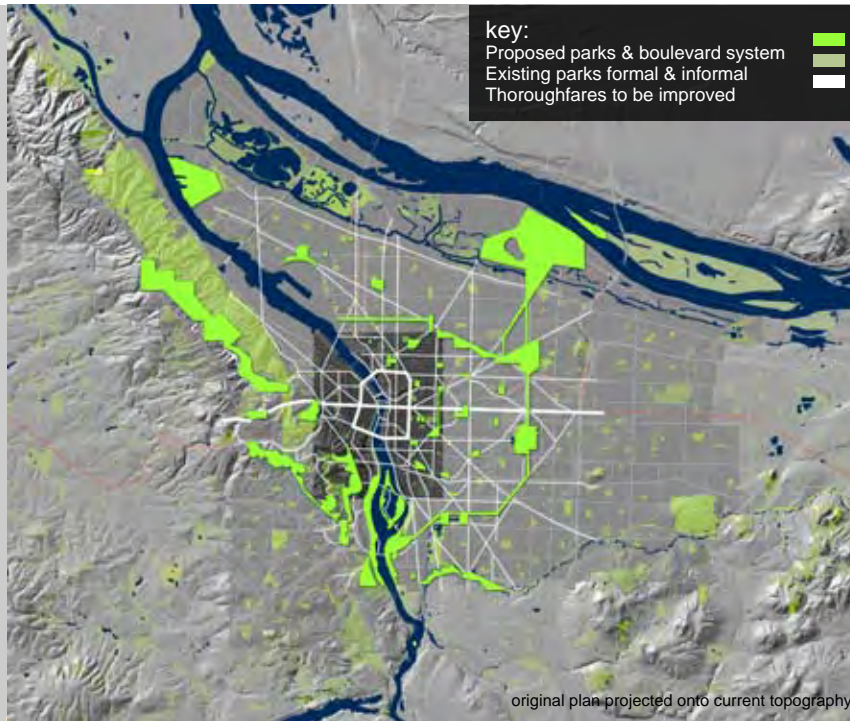 key:
Proposed parks & boulevard system
Existing parks formal & informal
Thoroughfares to be improved
original plan projected onto current topography